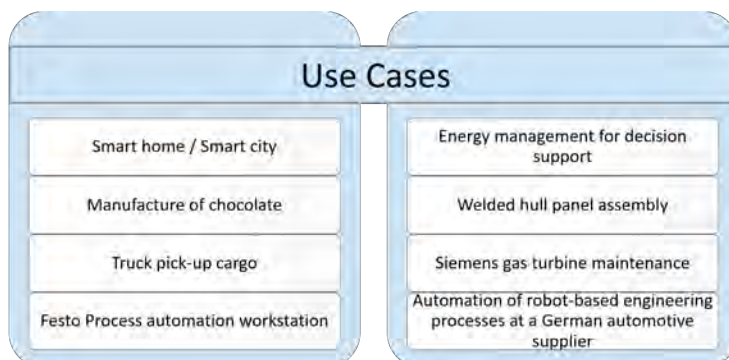 Use Cases
Smart home / Smart city
Manufacture of chocolate
Truck pick-up cargo
Festo Process automation workstation
Energy management for decision
support
Welded hull panel assembly
Siemens gas turbine maintenance
Automation of robot-based engineering
processes at a German automotive
supplier